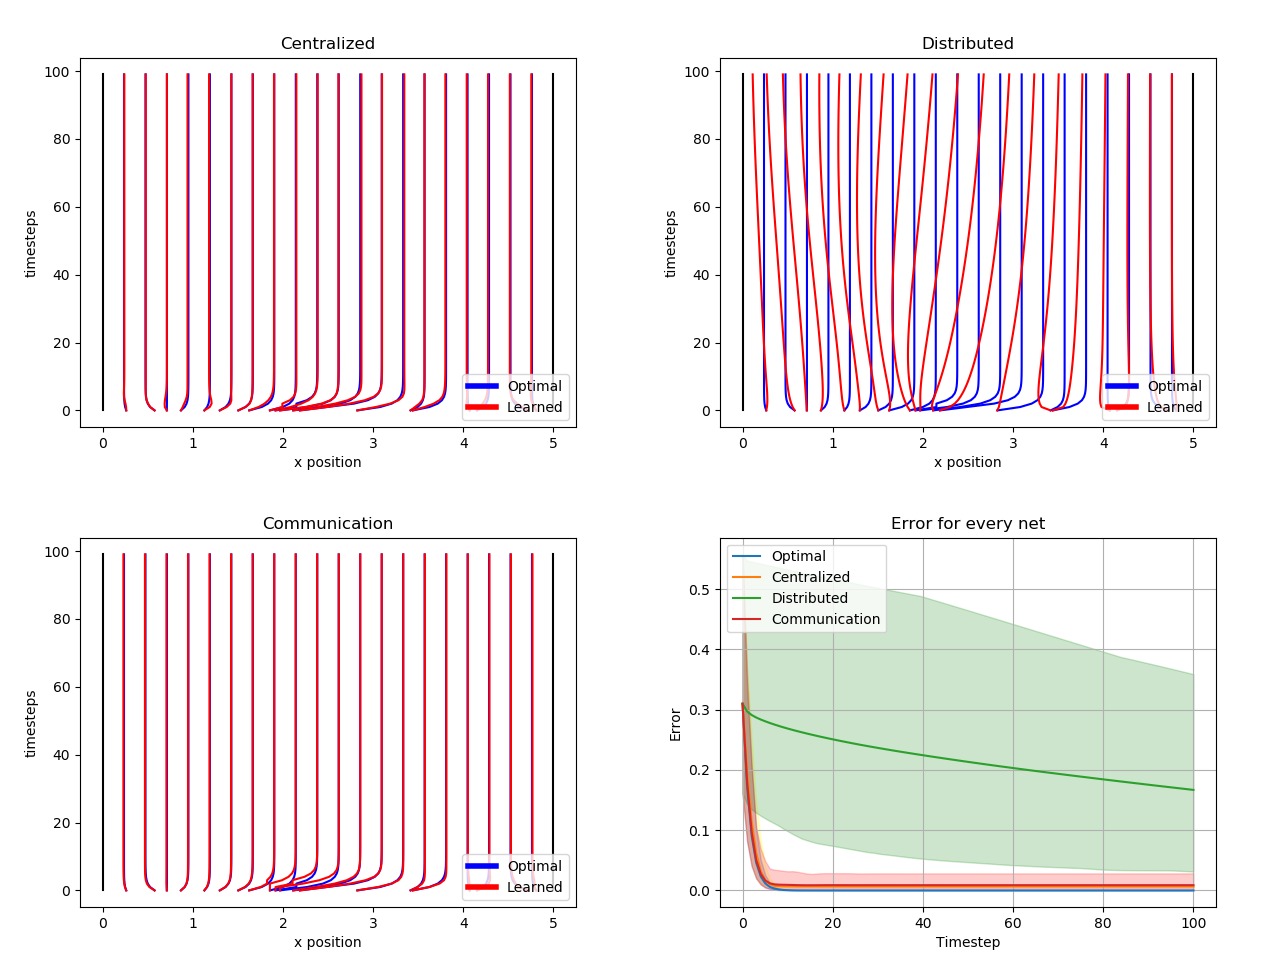 Centralized
100
80
60
40
20
0
timesteps
0 1 2 3 4 5
x position
Optimal
Learned
Distributed
100
80
60
40
20
0
timesteps
0 1 2 3 4 5
x position
Optimal
Learned
Communication
100
80
60
40
20
0
timesteps
0 1 2 3 4 5
x position
Optimal
Learned
Error for every net
0.5
0.4
0.3
0.2
0.1
0.0
Error
0 20 40 60 80 100
Timestep
Optimal
Centralized
Distributed
Communication